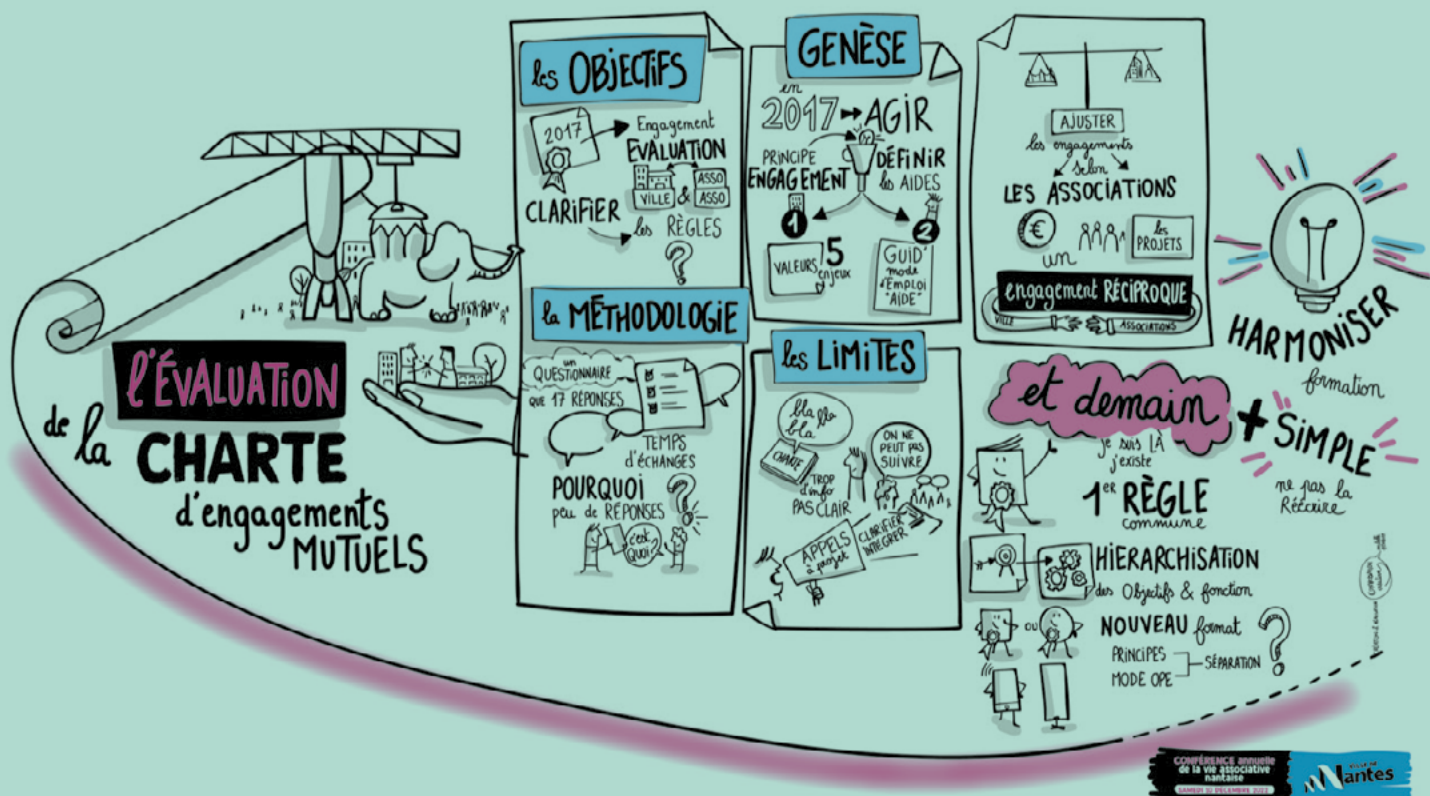 l'ÉVALUATION
de la CHARTE
d'engagements
MUTUELS
les OBJECTIFS
2017
Engagement
ÉVALUATION
VILLE & ASSO
ASSO
CLARIFIER
les RÈGLES
?
la MÉTHODOLOGIE
un
QUESTIONNAIRE
QUE 17 RÉPONSES
TEMPS
d'ÉCHANGES
POURQUOI
peu de RÉPONSES
?
c'est
QUOI?
GENÈSE
en
2017 AGIR
PRINCIPE
ENGAGEMENT
DÉFINIR
les AIDES
1
2
VALEURS
5
enjeux
GUID'
mode
d'EMPLOI
"AIDE"
les LIMITES
bla bla
bla
CHARTE
TROP
d'info
PAS CLAIR
ON NE
PEUT PAS
SUIVRE
APPELS
à projet
CLARIFIER
INTÉGRER
AJUSTER
les engagements
selon
LES ASSOCIATIONS
€
les
PROJETS
un
engagement RÉCIPROQUE
VILLE
ASSOCIATIONS
HARMONISER
formation
et demain
+ SIMPLE
ne pas la
Réécrire
je suis LÀ
j'existe
1er RÈGLE
commune
HIERARCHISATION
des Objectifs & fonction
OU
NOUVEAU format
?
PRINCIPES
MODE OPE
SÉPARATION
CONFÉRENCE annuelle
de la vie associative
nantaise
SAMEDI 10 DÉCEMBRE 2022
Nantes